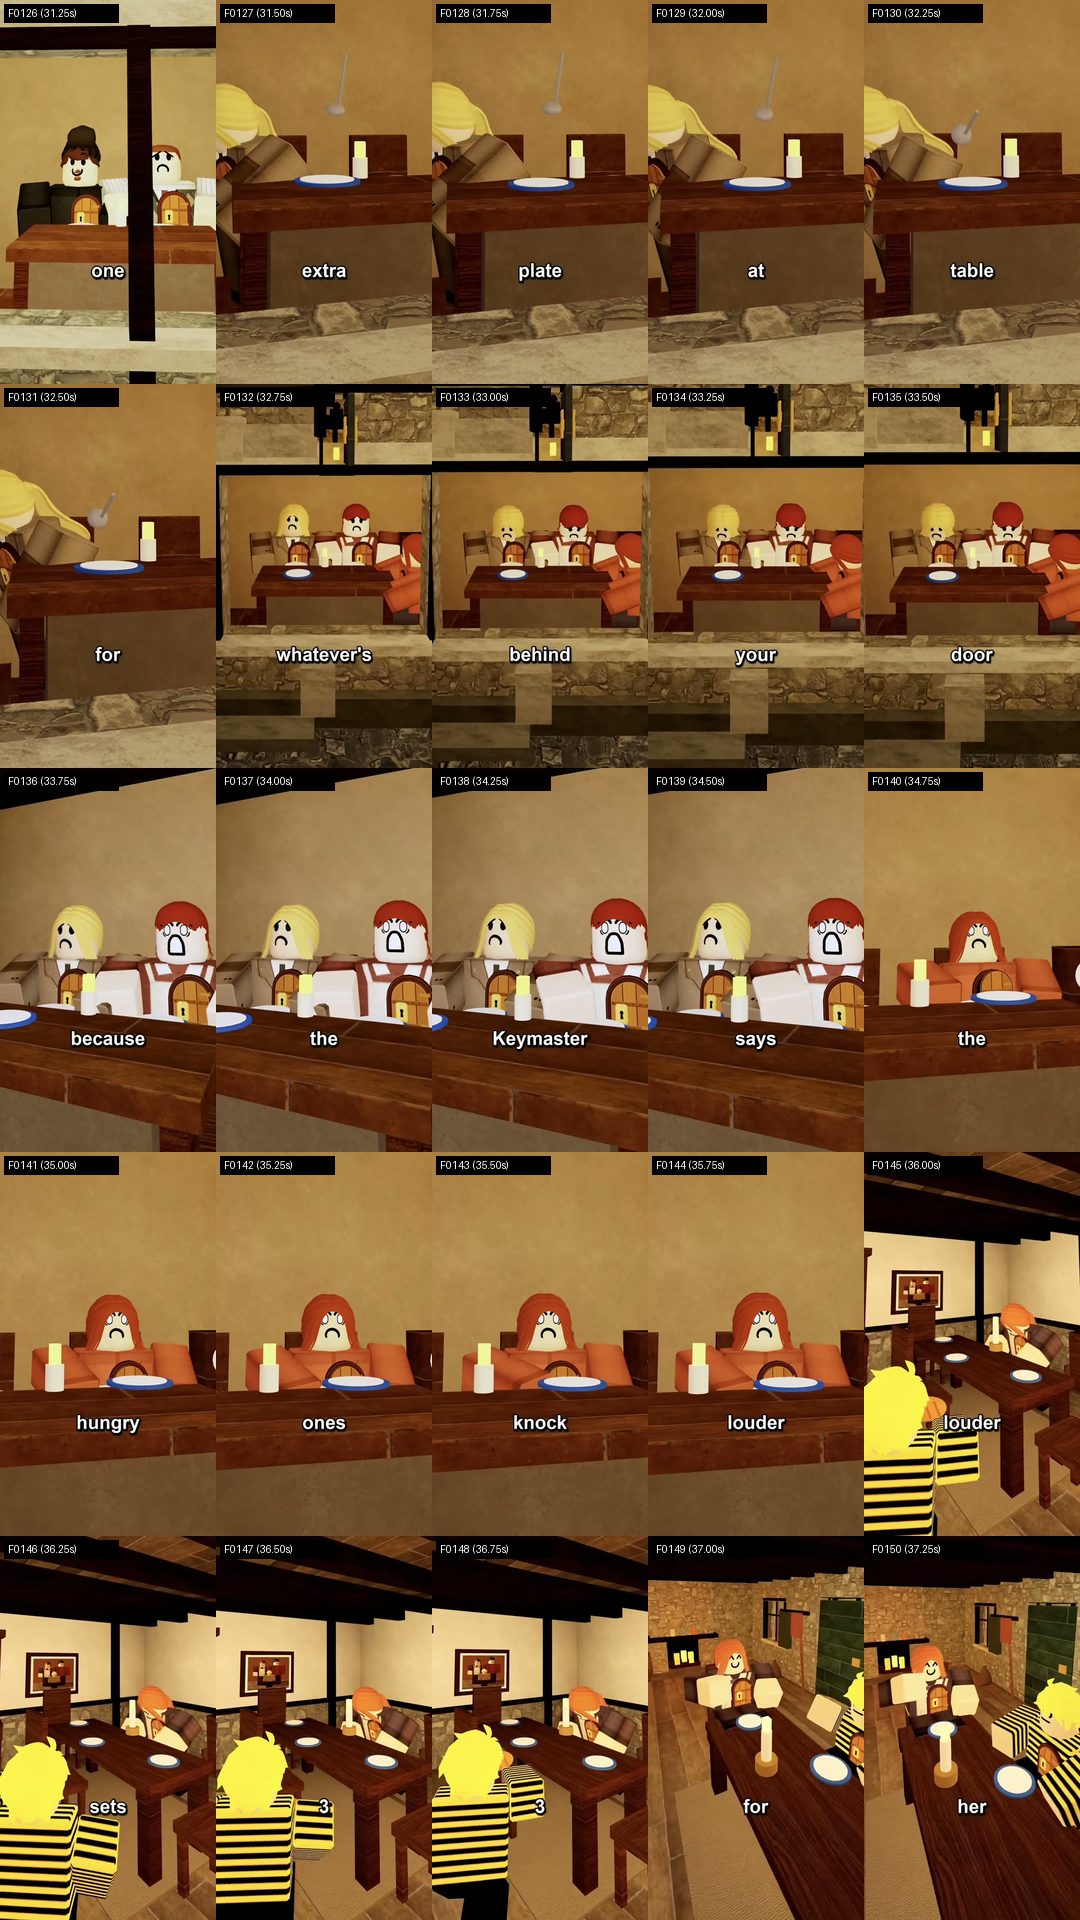 F0126 (31.25s)
one
F0127 (31.50s)
extra
F0128 (31.75s)
plate
F0129 (32.00s)
at
F0130 (32.25s)
table
F0131 (32.50s)
for
F0132 (32.75s)
whatever's
F0133 (33.00s)
behind
F0134 (33.25s)
your
F0135 (33.50s)
door
F0136 (33.75s)
because
F0137 (34.00s)
the
F0138 (34.25s)
Keymaster
F0139 (34.50s)
says
F0140 (34.75s)
the
F0141 (35.00s)
hungry
F0142 (35.25s)
ones
F0143 (35.50s)
knock
F0144 (35.75s)
louder
F0145 (36.00s)
louder
F0146 (36.25s)
sets
F0147 (36.50s)
3
F0148 (36.75s)
3
F0149 (37.00s)
for
F0150 (37.25s)
her